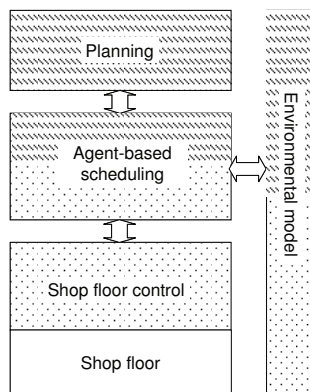 Planning
Agent-based
scheduling
Environmental model
Shop floor control
Shop floor